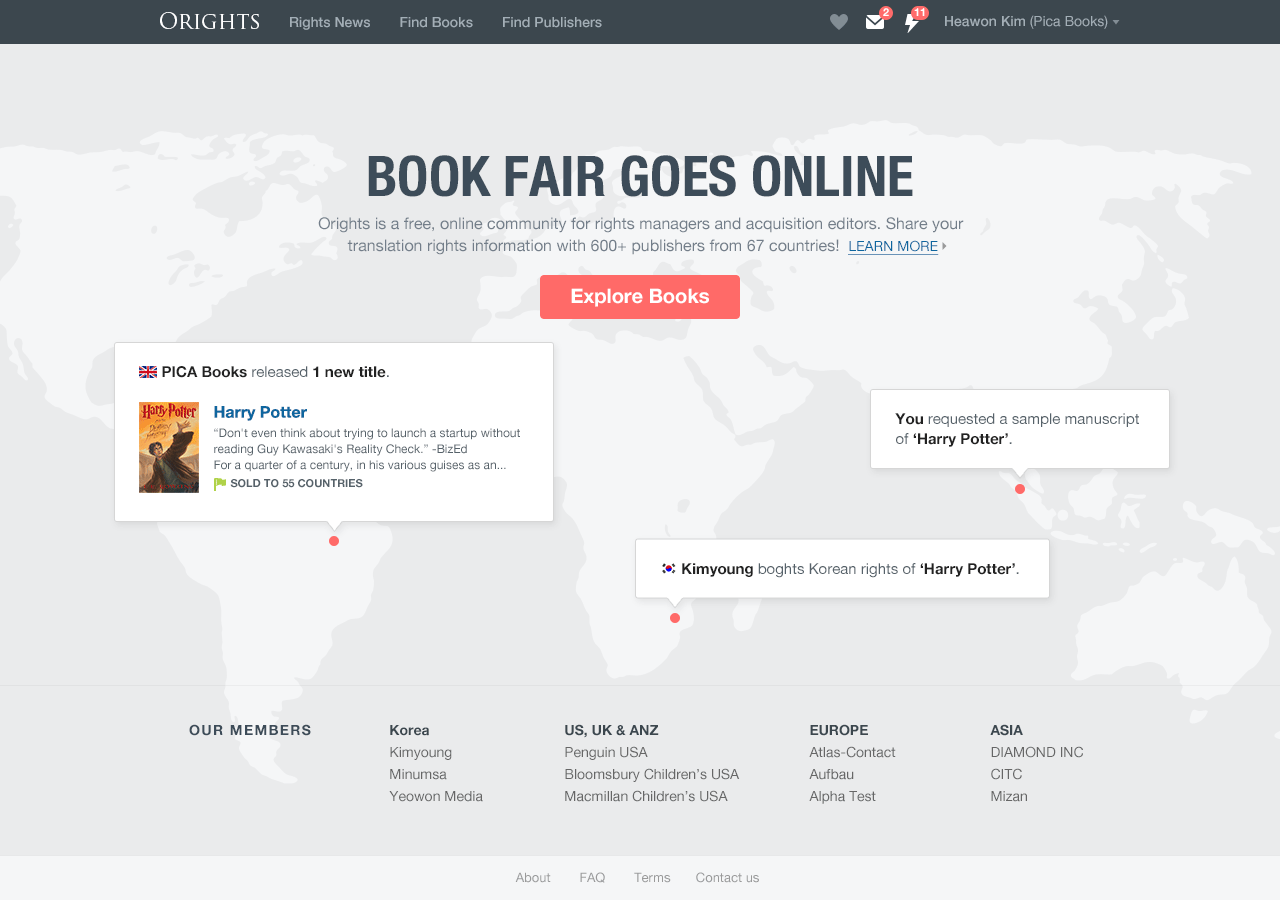 ORIGHTS Rights News Find Books Find Publishers 2 11 Heawon Kim (Pica Books)
BOOK FAIR GOES ONLINE
Orights is a free, online community for rights managers and acquisition editors. Share your
translation rights information with 600+ publishers from 67 countries! LEARN MORE
Explore Books
PICA Books released 1 new title.
Harry Potter
Harry Potter
“Don't even think about trying to launch a startup without
reading Guy Kawasaki's Reality Check.” -BizEd
For a quarter of a century, in his various guises as an...
SOLD TO 55 COUNTRIES
You requested a sample manuscript
of ‘Harry Potter’.
Kimyoung boghts Korean rights of ‘Harry Potter’.
OUR MEMBERS
Korea
Kimyoung
Minumsa
Yeowon Media
US, UK & ANZ
Penguin USA
Bloomsbury Children’s USA
Macmillan Children’s USA
EUROPE
Atlas-Contact
Aufbau
Alpha Test
ASIA
DIAMOND INC
CITC
Mizan
About FAQ Terms Contact us